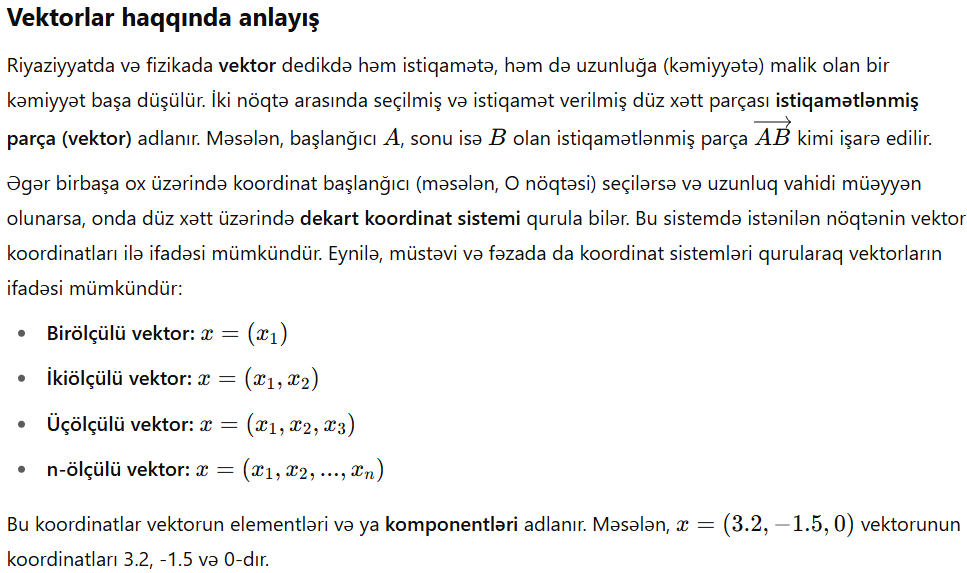 Vektorlar haqqında anlayış
Riyaziyyatda və fizikada vektor dedikdə həm istiqamətə, həm də uzunluğa (kəmiyyətə) malik olan bir
kəmiyyət başa düşülür. İki nöqtə arasında seçilmiş və istiqamət verilmiş düz xətt parçası istiqamətlənmiş
parça (vektor) adlanır. Məsələn, başlanğıcı A, sonu isə B olan istiqamətlənmiş parça $\overrightarrow{AB}$ kimi işarə edilir.
Əgər birbaşa ox üzərində koordinat başlanğıcı (məsələn, O nöqtəsi) seçilərsə və uzunluq vahidi müəyyən
olunarsa, onda düz xətt üzərində dekart koordinat sistemi qurula bilər. Bu sistemdə istənilən nöqtənin vektor
koordinatları ilə ifadəsi mümkündür. Eynilə, müstəvi və fəzada da koordinat sistemləri qurularaq vektorların
ifadəsi mümkündür:
• Birölçülü vektor: $x = (x_1)$
• İkiölçülü vektor: $x = (x_1, x_2)$
• Üçölçülü vektor: $x = (x_1, x_2, x_3)$
• n-ölçülü vektor: $x = (x_1, x_2, ..., x_n)$
Bu koordinatlar vektorun elementləri və ya komponentləri adlanır. Məsələn, $x = (3.2, -1.5, 0)$ vektorunun
koordinatları 3.2, -1.5 və 0-dır.